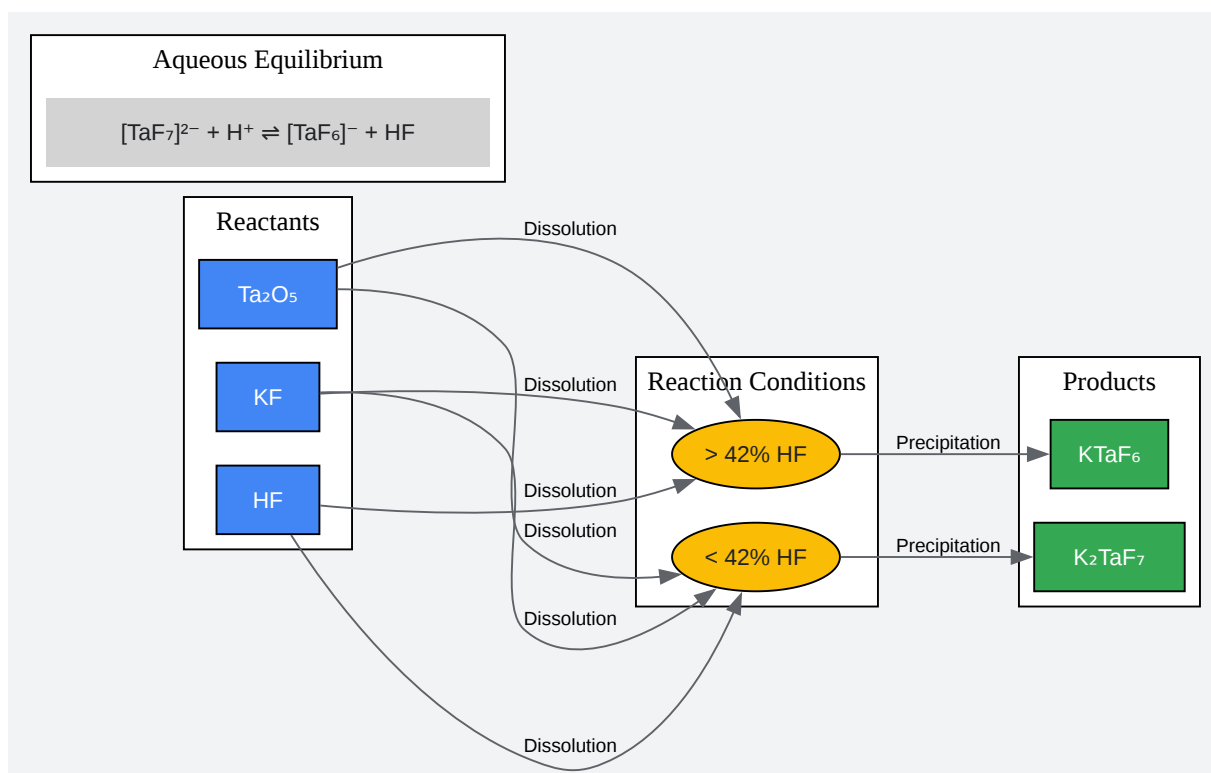 Aqueous Equilibrium
[TaF₇]²⁻ + H⁺ ⇌ [TaF₆]⁻ + HF
Reactants
Ta₂O₅
KF
HF
Dissolution
Dissolution
Dissolution
Dissolution
Dissolution
Dissolution
Reaction Conditions
> 42% HF
< 42% HF
Precipitation
Precipitation
Products
KTaF₆
K₂TaF₇